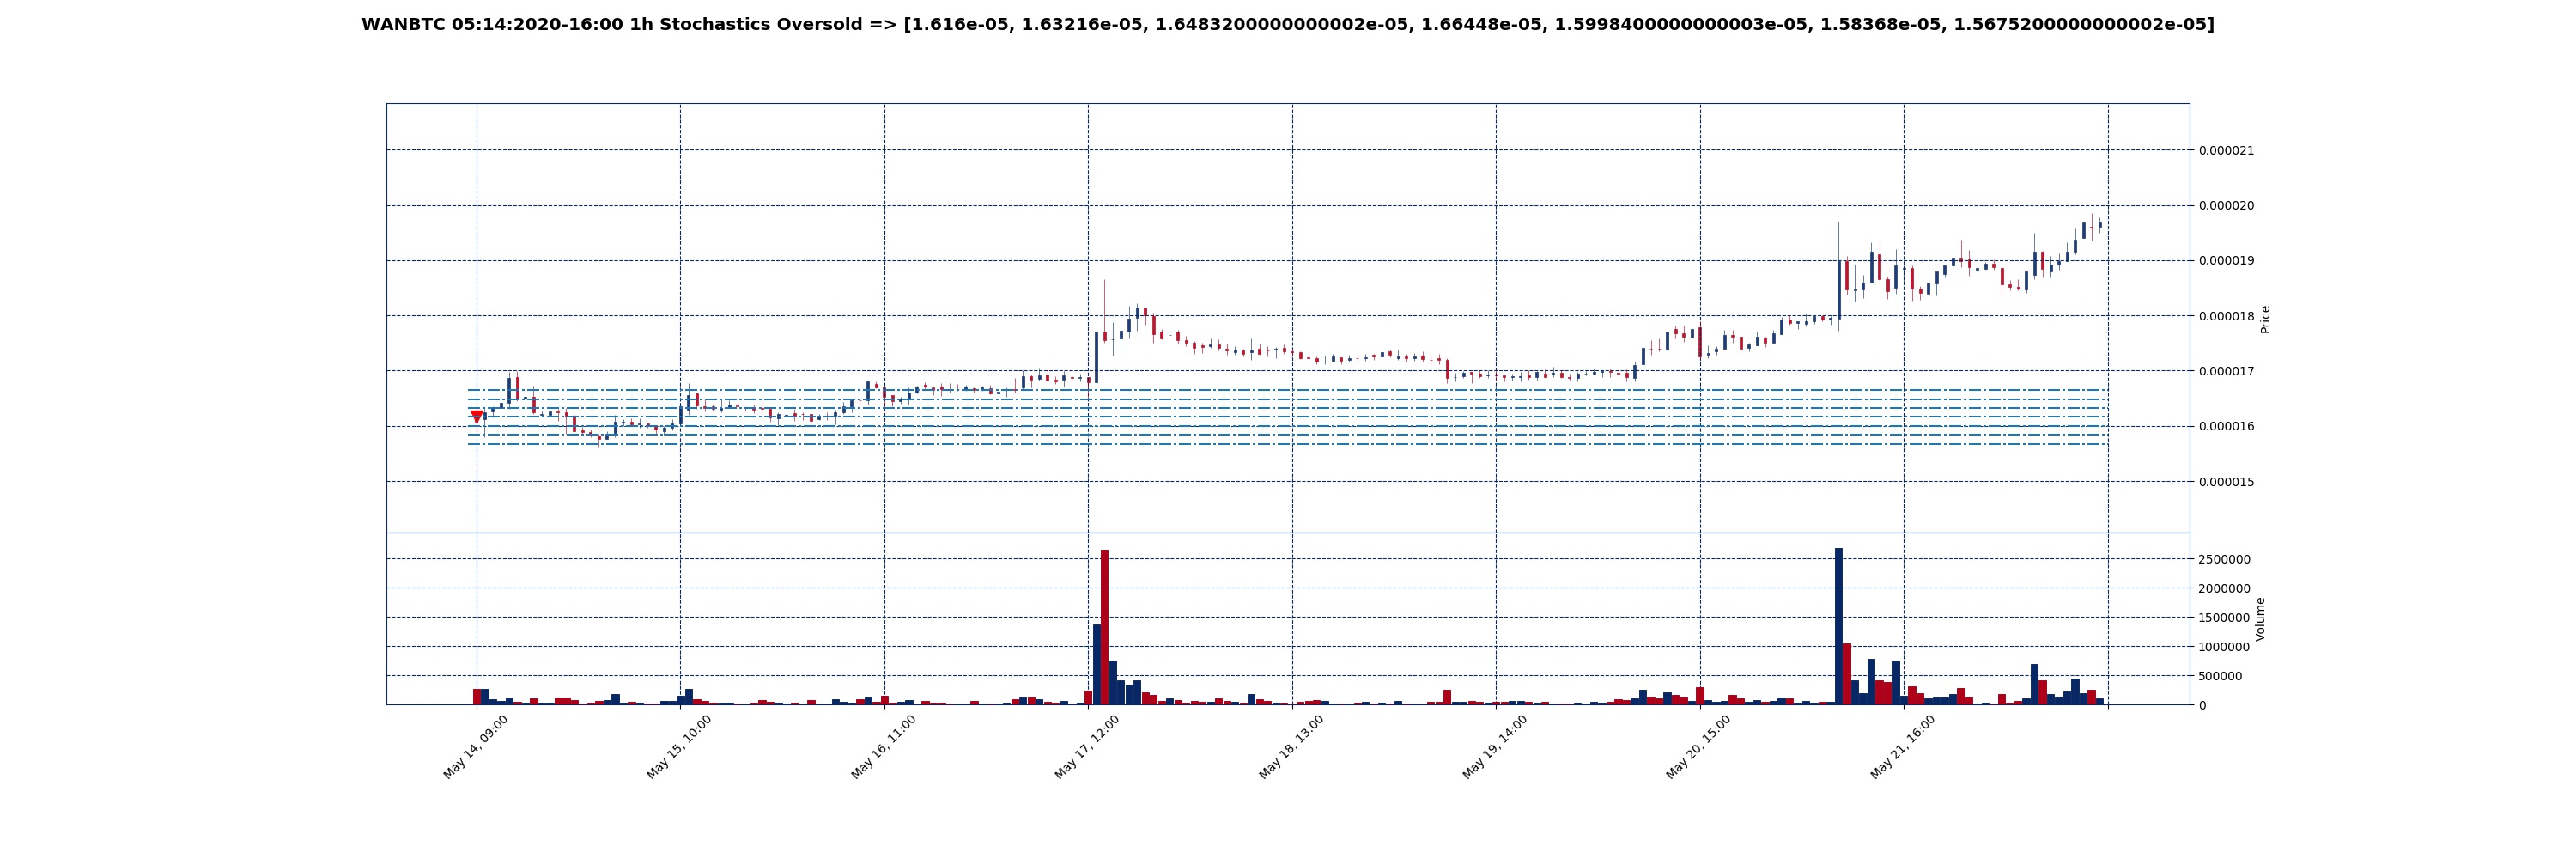 WANBTC 05:14:2020-16:00 1h Stochastics Oversold => [1.616e-05, 1.63216e-05, 1.6483200000000002e-05, 1.66448e-05, 1.5998400000000003e-05, 1.58368e-05, 1.5675200000000002e-05]
0.000021
0.000020
0.000019
0.000018
0.000017
0.000016
0.000015
Price
2500000
2000000
1500000
1000000
500000
0
Volume
May 14, 09:00
May 15, 10:00
May 16, 11:00
May 17, 12:00
May 18, 13:00
May 19, 14:00
May 20, 15:00
May 21, 16:00